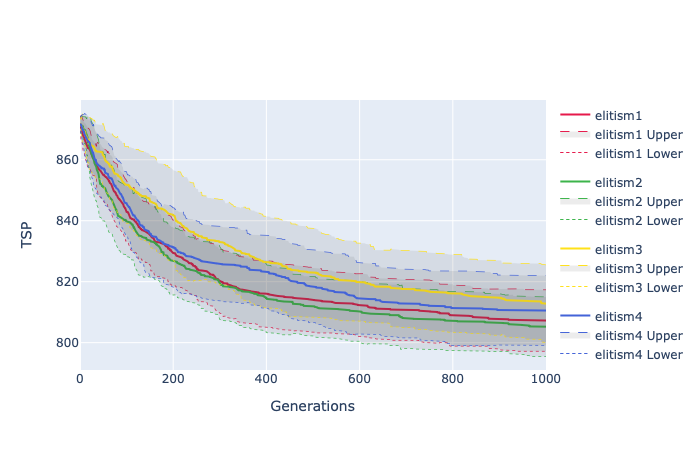 860
840
820
800
TSP
0
200
400
600
800
1000
Generations
elitism1
elitism1 Upper
elitism1 Lower
elitism2
elitism2 Upper
elitism2 Lower
elitism3
elitism3 Upper
elitism3 Lower
elitism4
elitism4 Upper
elitism4 Lower